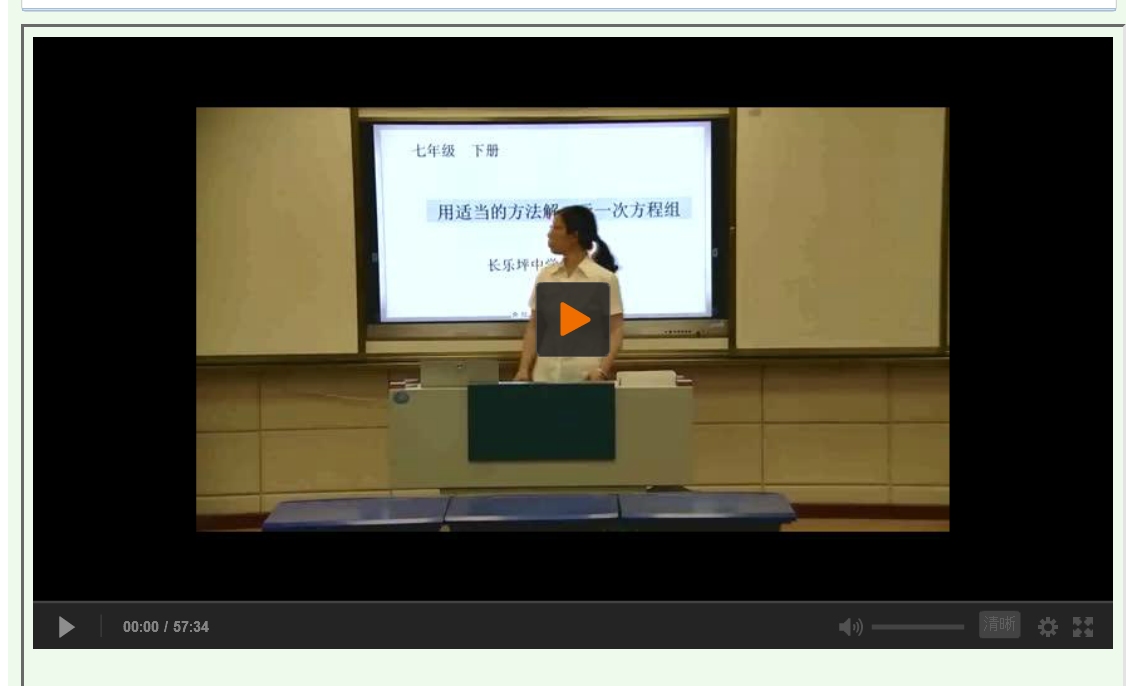 七年级 下册
用适当的方法解 一次方程组
长乐坪中学
00:00 / 57:34
清晰